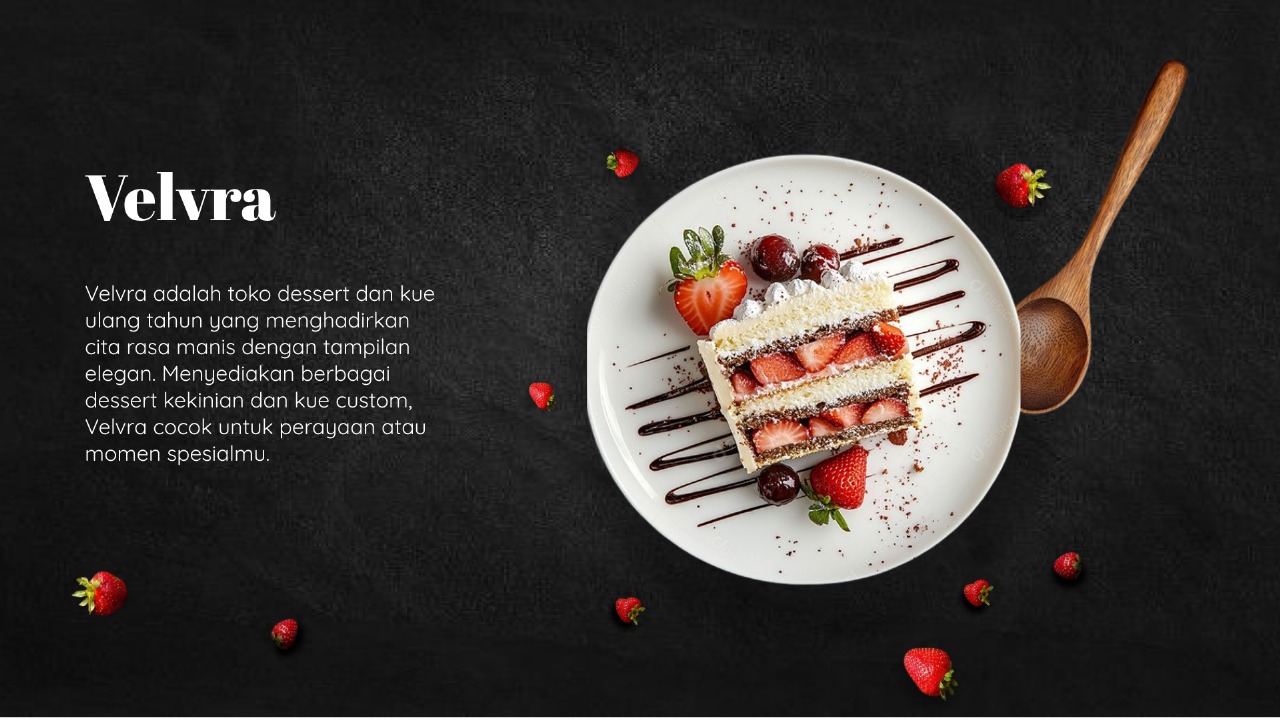 Velvra
Velvra adalah toko dessert dan kue
ulang tahun yang menghadirkan
cita rasa manis dengan tampilan
elegan. Menyediakan berbagai
dessert kekinian dan kue custom,
Velvra cocok untuk perayaan atau
momen spesialmu.